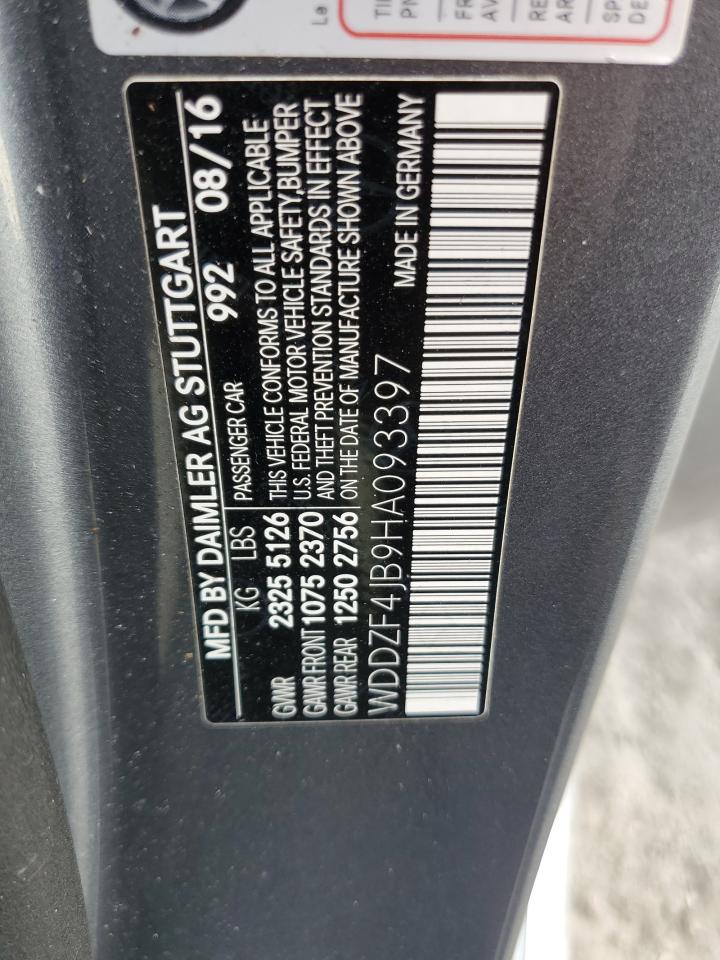 MFD BY DAIMLER AG STUTTGART
992 08/16
KG LBS PASSENGER CAR
GVWR 2325 5126 THIS VEHICLE CONFORMS TO ALL APPLICABLE
U.S. FEDERAL MOTOR VEHICLE SAFETY,BUMPER
GAWR FRONT 1075 2370 AND THEFT PREVENTION STANDARDS IN EFFECT
GAWR REAR 1250 2756 ON THE DATE OF MANUFACTURE SHOWN ABOVE
WDDZF4JB9HA093397 MADE IN GERMANY